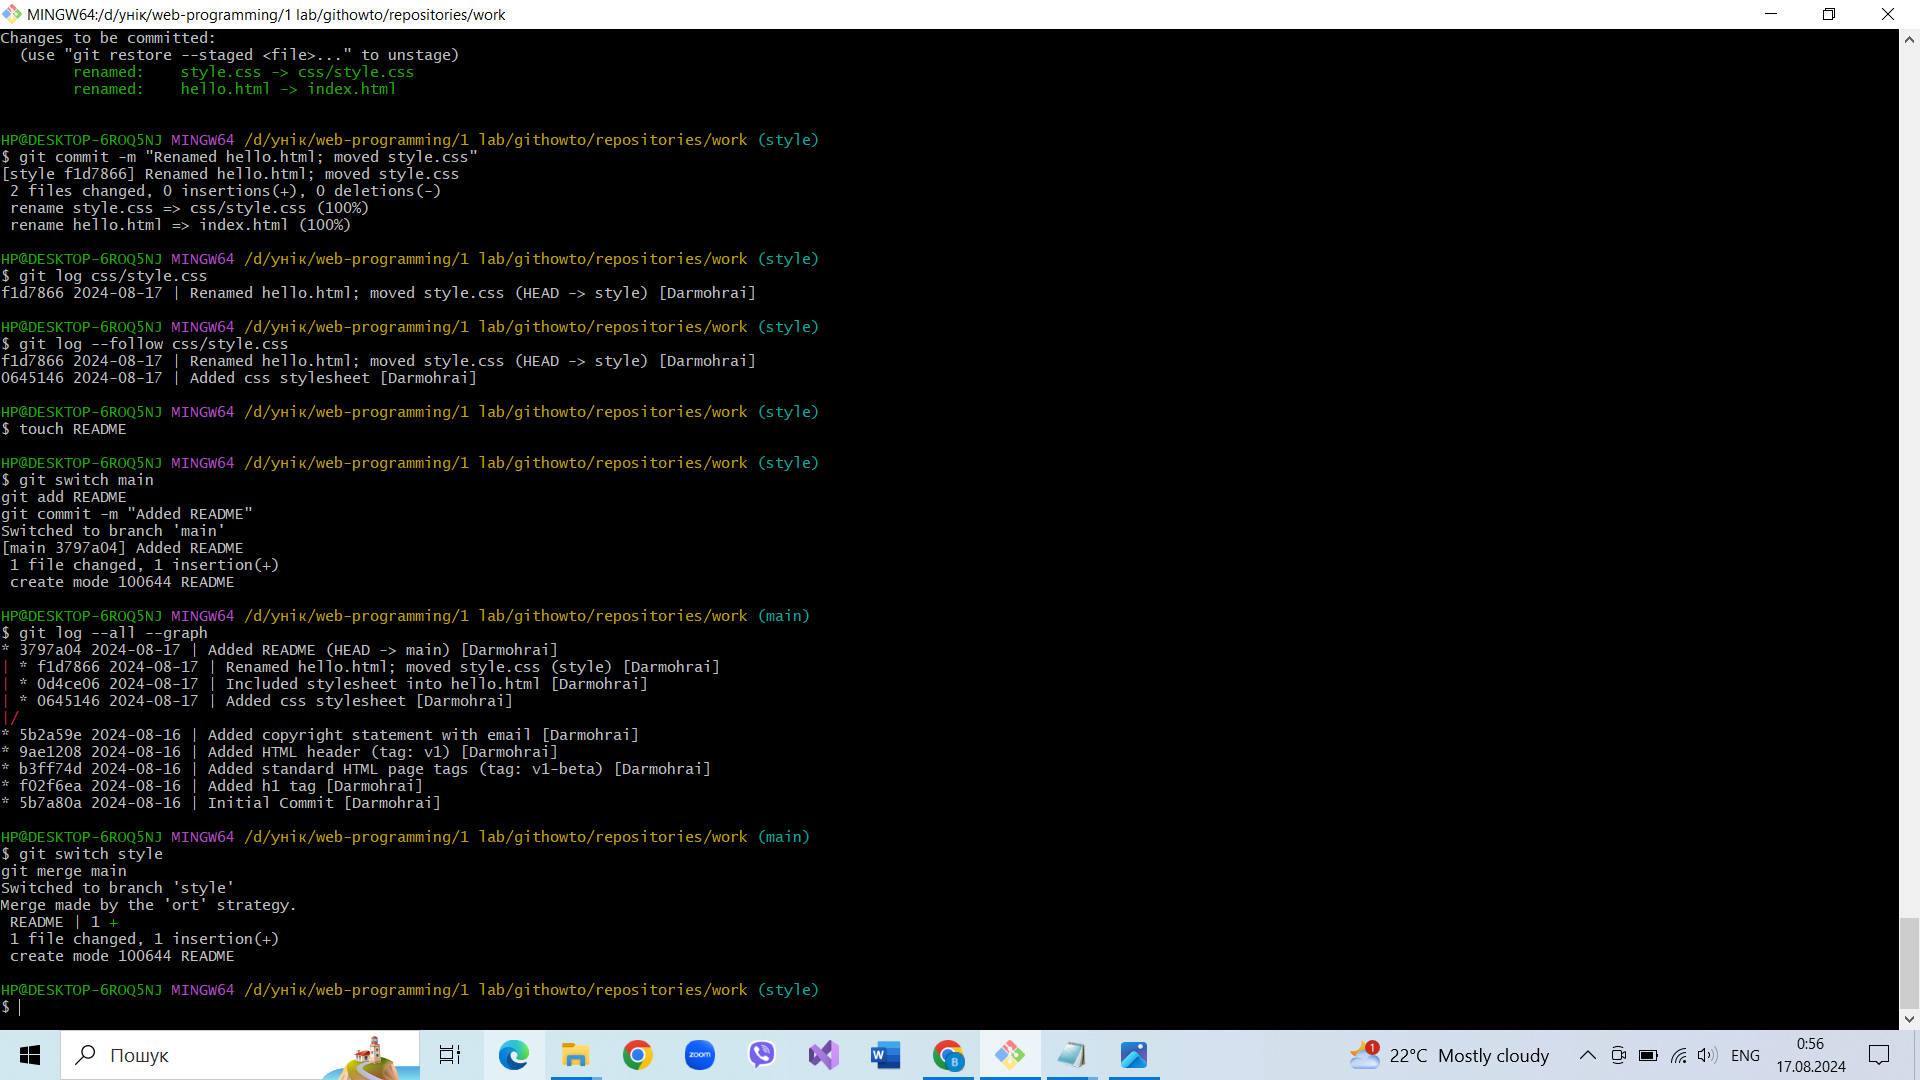 MINGW64:/d/унік/web-programming/1 lab/githowto/repositories/work
Changes to be committed:
  (use "git restore --staged <file>..." to unstage)
        renamed:    style.css -> css/style.css
        renamed:    hello.html -> index.html
HP@DESKTOP-6ROQ5NJ MINGW64 /d/унік/web-programming/1 lab/githowto/repositories/work (style)
$ git commit -m "Renamed hello.html; moved style.css"
[style f1d7866] Renamed hello.html; moved style.css
 2 files changed, 0 insertions(+), 0 deletions(-)
 rename style.css => css/style.css (100%)
 rename hello.html => index.html (100%)
HP@DESKTOP-6ROQ5NJ MINGW64 /d/унік/web-programming/1 lab/githowto/repositories/work (style)
$ git log css/style.css
f1d7866 2024-08-17 | Renamed hello.html; moved style.css (HEAD -> style) [Darmohrai]
HP@DESKTOP-6ROQ5NJ MINGW64 /d/унік/web-programming/1 lab/githowto/repositories/work (style)
$ git log --follow css/style.css
f1d7866 2024-08-17 | Renamed hello.html; moved style.css (HEAD -> style) [Darmohrai]
0645146 2024-08-17 | Added css stylesheet [Darmohrai]
HP@DESKTOP-6ROQ5NJ MINGW64 /d/унік/web-programming/1 lab/githowto/repositories/work (style)
$ touch README
HP@DESKTOP-6ROQ5NJ MINGW64 /d/унік/web-programming/1 lab/githowto/repositories/work (style)
$ git switch main
git add README
git commit -m "Added README"
Switched to branch 'main'
[main 3797a04] Added README
 1 file changed, 1 insertion(+)
 create mode 100644 README
HP@DESKTOP-6ROQ5NJ MINGW64 /d/унік/web-programming/1 lab/githowto/repositories/work (main)
$ git log --all --graph
* 3797a04 2024-08-17 | Added README (HEAD -> main) [Darmohrai]
| * f1d7866 2024-08-17 | Renamed hello.html; moved style.css (style) [Darmohrai]
| * 0d4ce06 2024-08-17 | Included stylesheet into hello.html [Darmohrai]
| * 0645146 2024-08-17 | Added css stylesheet [Darmohrai]
|/
* 5b2a59e 2024-08-16 | Added copyright statement with email [Darmohrai]
* 9ae1208 2024-08-16 | Added HTML header (tag: v1) [Darmohrai]
* b3ff74d 2024-08-16 | Added standard HTML page tags (tag: v1-beta) [Darmohrai]
* f02f6ea 2024-08-16 | Added h1 tag [Darmohrai]
* 5b7a80a 2024-08-16 | Initial Commit [Darmohrai]
HP@DESKTOP-6ROQ5NJ MINGW64 /d/унік/web-programming/1 lab/githowto/repositories/work (main)
$ git switch style
git merge main
Switched to branch 'style'
Merge made by the 'ort' strategy.
 README | 1 +
 1 file changed, 1 insertion(+)
 create mode 100644 README
HP@DESKTOP-6ROQ5NJ MINGW64 /d/унік/web-programming/1 lab/githowto/repositories/work (style)
$
Пошук
zoom
W
B
1
22°C Mostly cloudy
ENG
0:56
17.08.2024